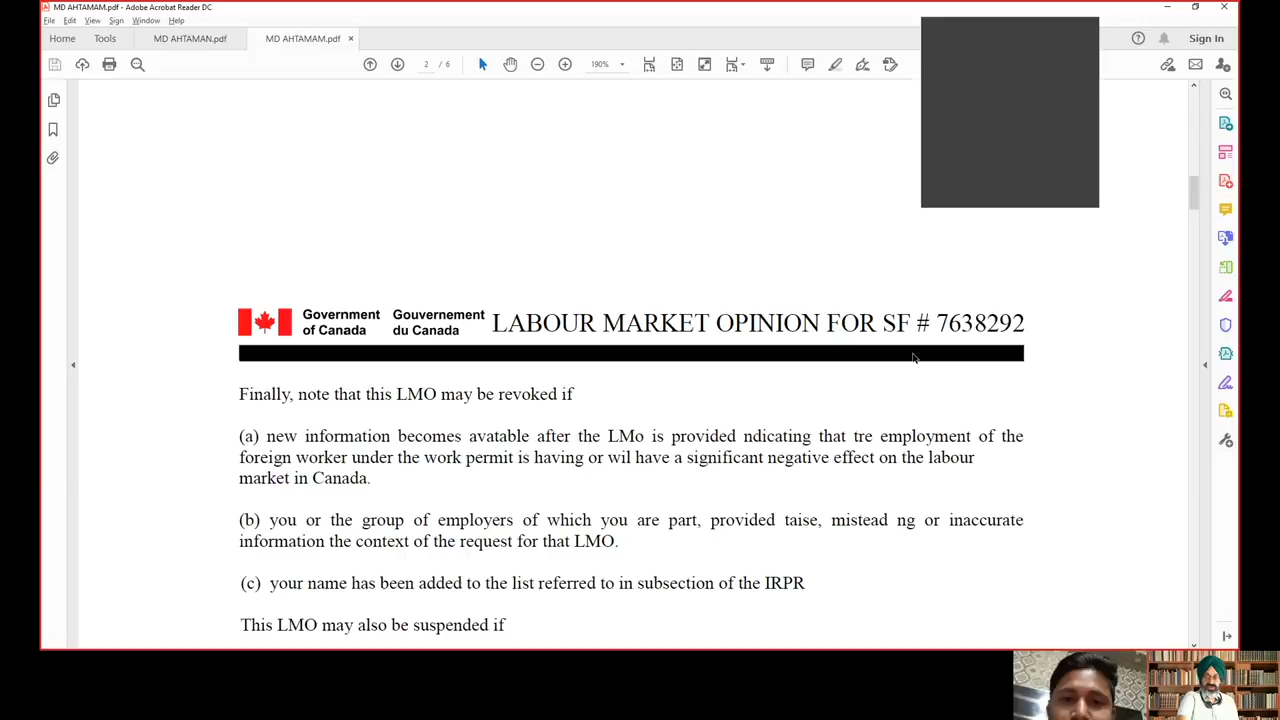 MD AHTAMAM.pdf - Adobe Acrobat Reader DC
File Edit View Sign Window Help
Home Tools MD AHTAMAN.pdf MD AHTAMAM.pdf × Sign In
2 / 6 190%
Government of Canada
Gouvernement du Canada
LABOUR MARKET OPINION FOR SF # 7638292
Finally, note that this LMO may be revoked if
(a) new information becomes avatable after the LMo is provided ndicating that tre employment of the
foreign worker under the work permit is having or wil have a significant negative effect on the labour
market in Canada.
(b) you or the group of employers of which you are part, provided taise, mistead ng or inaccurate
information the context of the request for that LMO.
(c) your name has been added to the list referred to in subsection of the IRPR
This LMO may also be suspended if